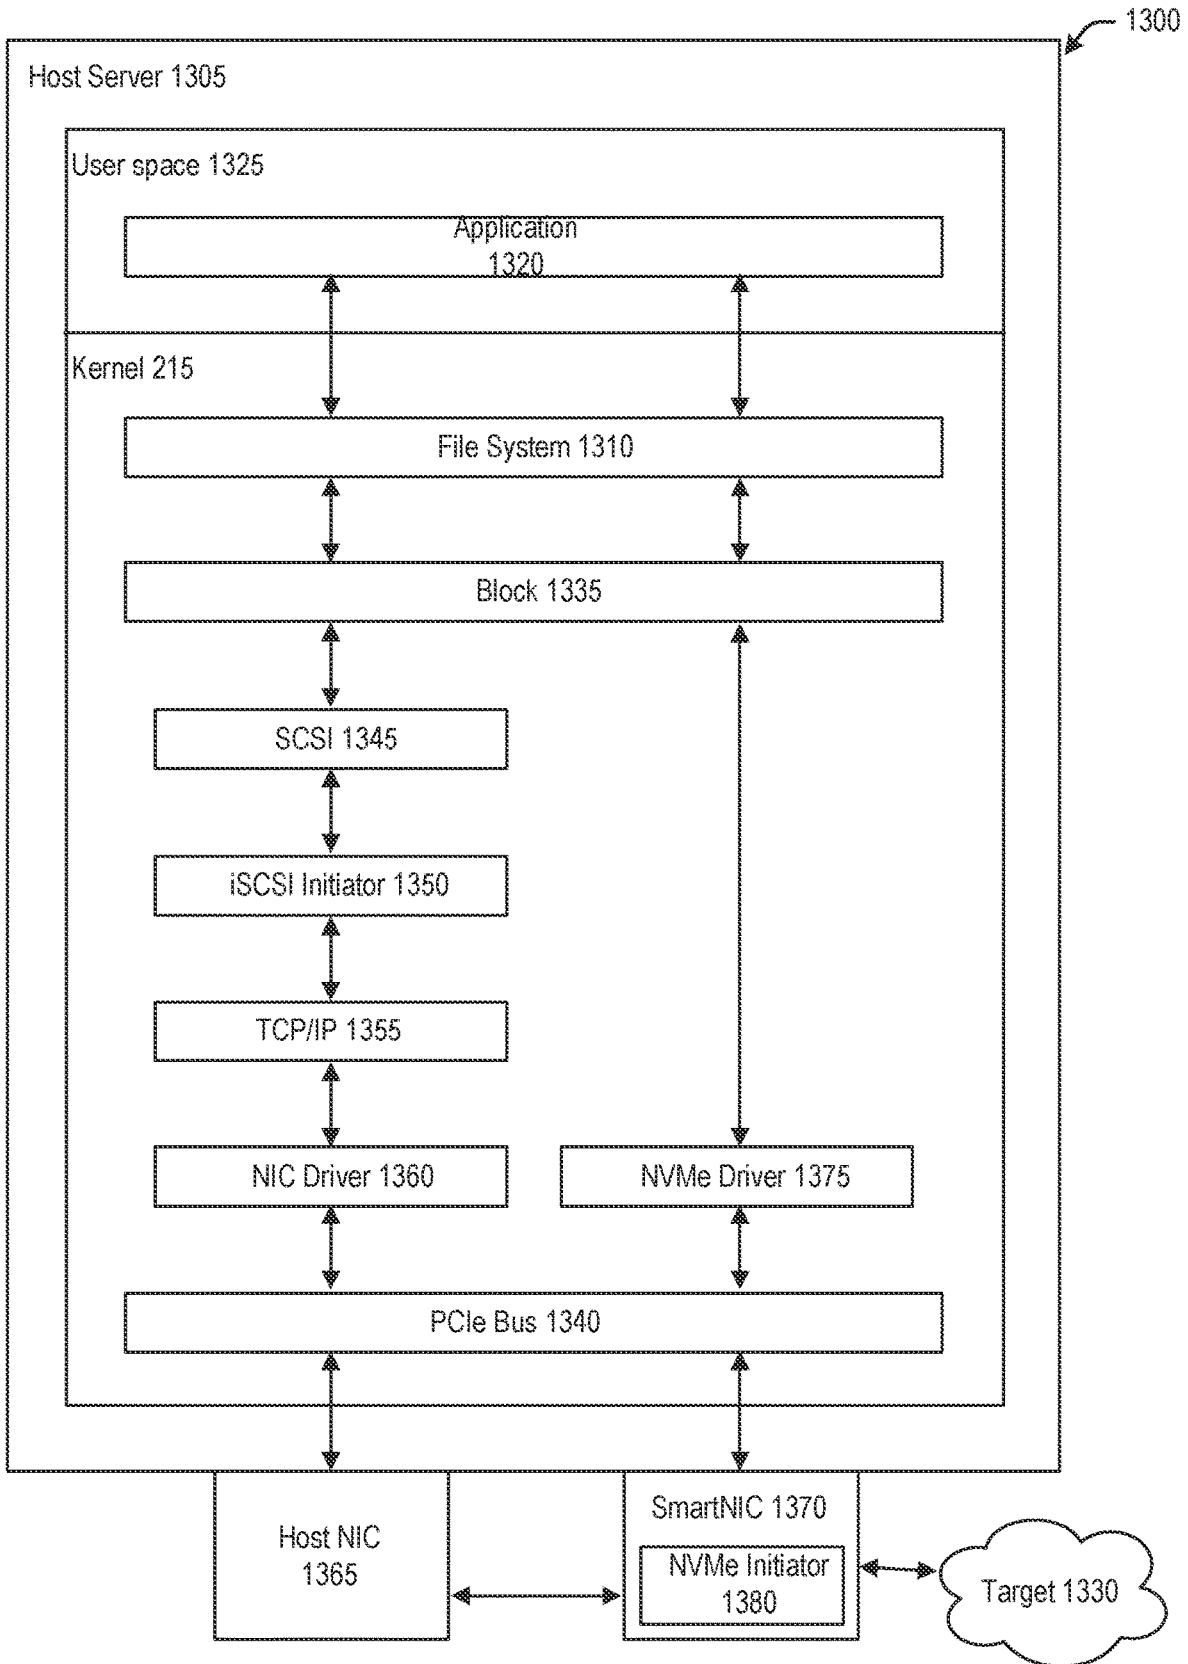 1300
Host Server 1305
User space 1325
Application
1320
Kernel 215
File System 1310
Block 1335
SCSI 1345
iSCSI Initiator 1350
TCP/IP 1355
NIC Driver 1360
NVMe Driver 1375
PCIe Bus 1340
Host NIC
1365
SmartNIC 1370
NVMe Initiator
1380
Target 1330